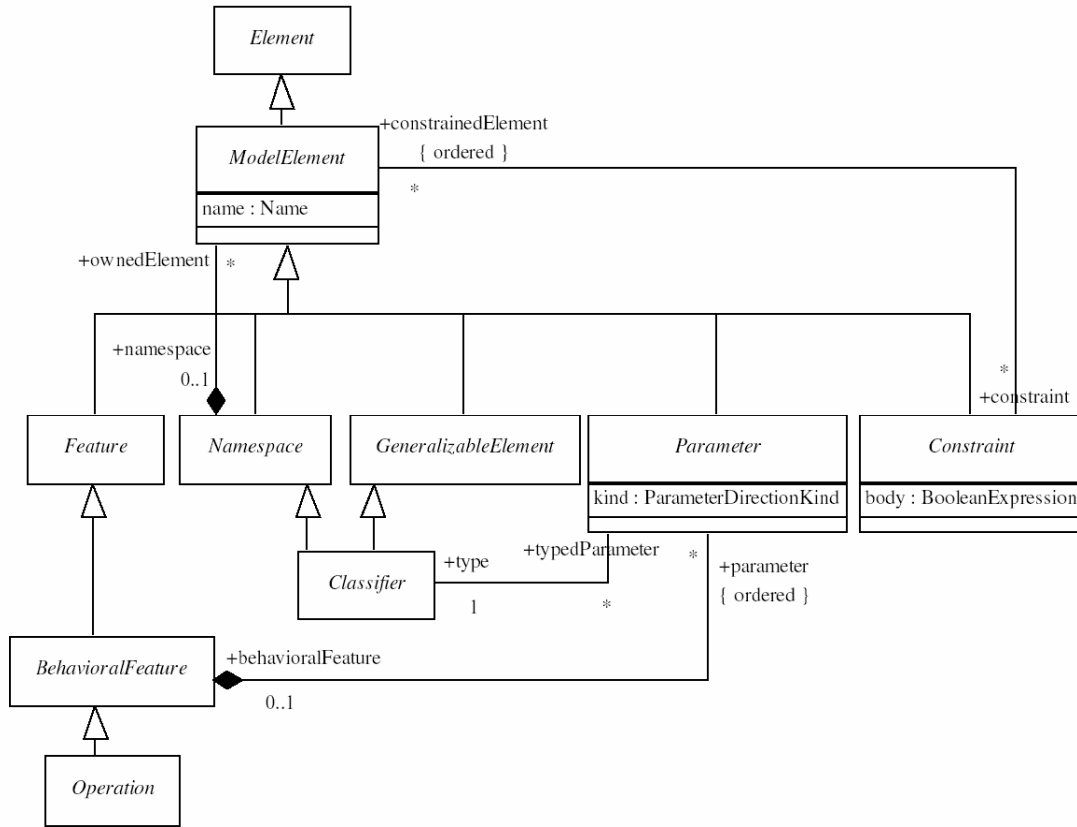 Element
+constrainedElement
{ ordered }
ModelElement
*
name : Name
+ownedElement
*
+namespace
0..1
*
+constraint
Feature
Namespace
GeneralizableElement
Parameter
Constraint
kind : ParameterDirectionKind
body : BooleanExpression
+type
+typedParameter
*
+parameter
Classifier
1
*
{ ordered }
+behavioralFeature
BehavioralFeature
0..1
Operation